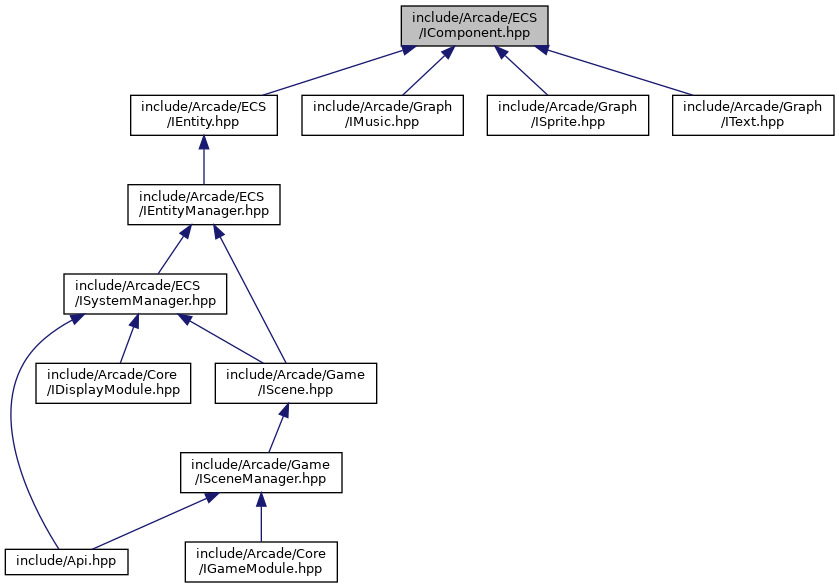 include/Arcade/ECS
/IComponent.hpp
include/Arcade/ECS
/IEntity.hpp
include/Arcade/Graph
/IMusic.hpp
include/Arcade/Graph
/ISprite.hpp
include/Arcade/Graph
/IText.hpp
include/Arcade/ECS
/IEntityManager.hpp
include/Arcade/ECS
/ISystemManager.hpp
include/Arcade/Core
/IDisplayModule.hpp
include/Arcade/Game
/IScene.hpp
include/Arcade/Game
/ISceneManager.hpp
include/Api.hpp
include/Arcade/Core
/IGameModule.hpp